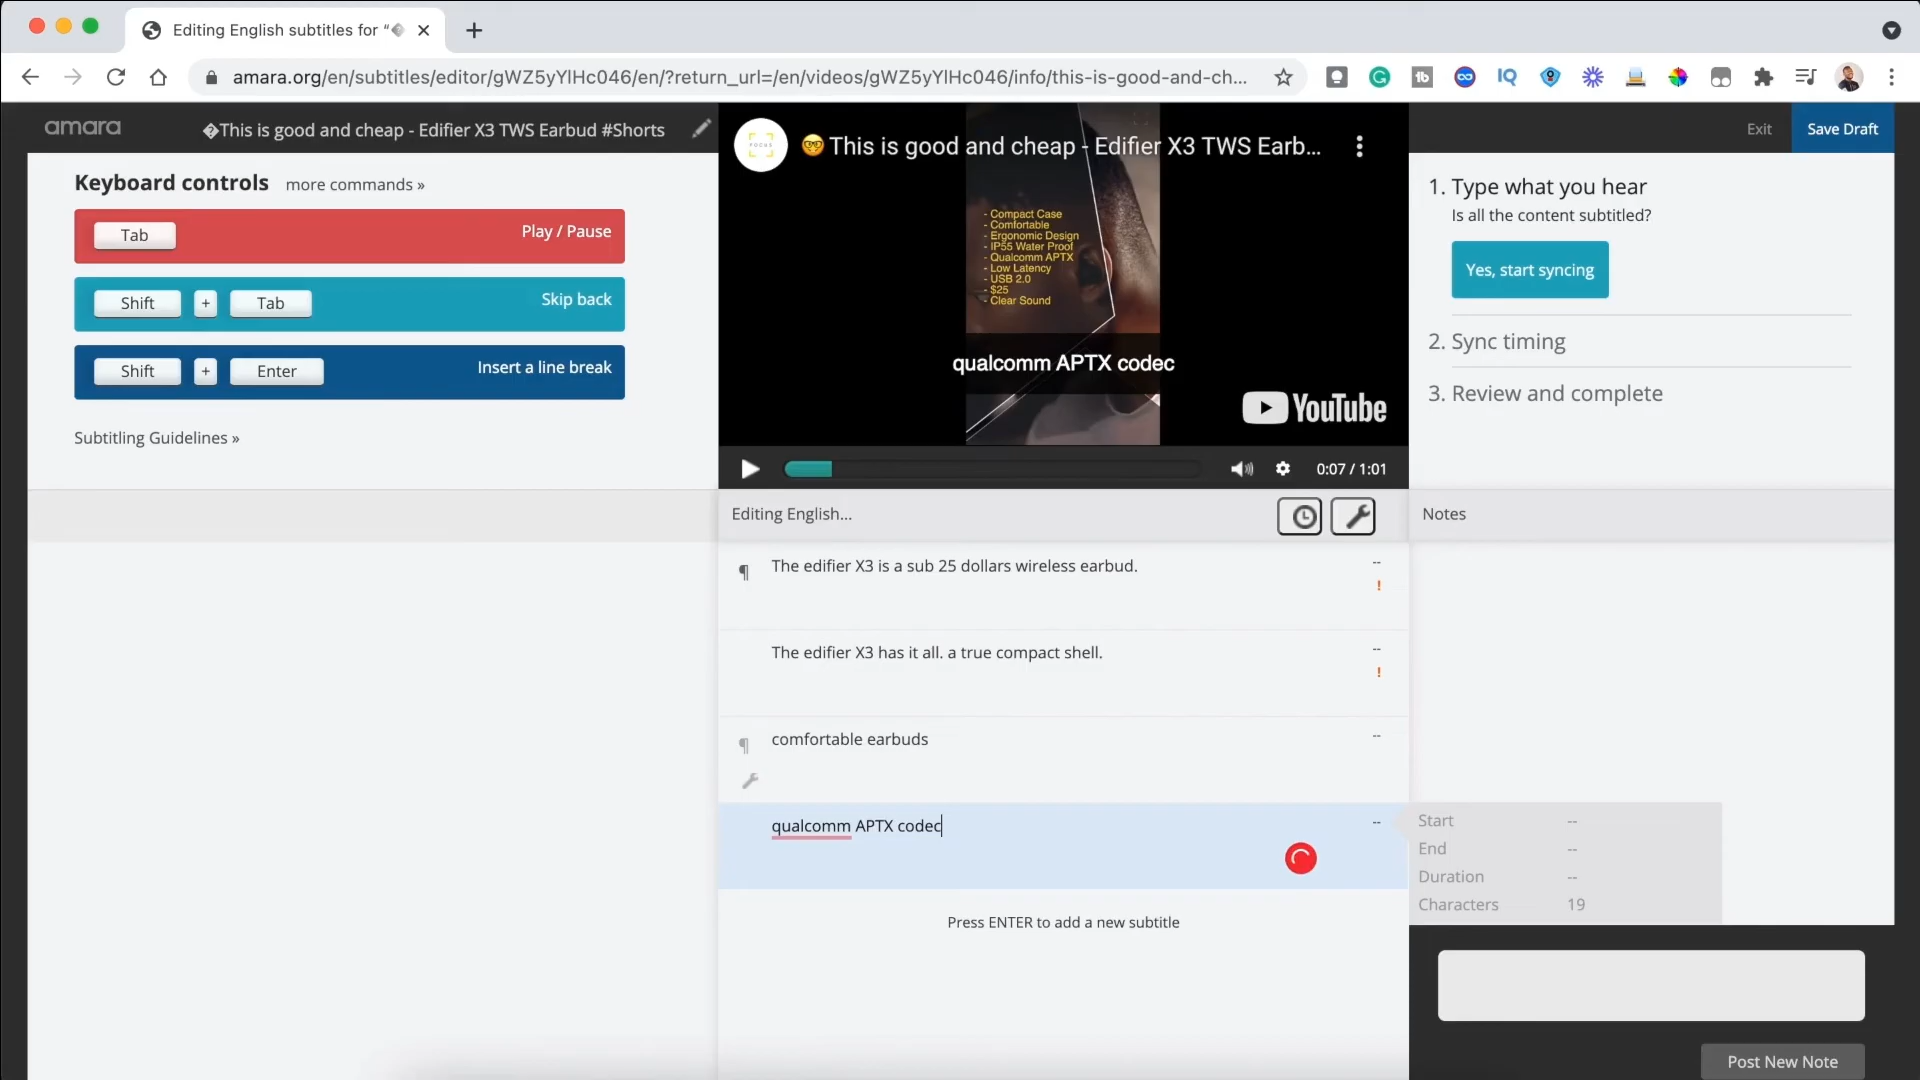 Editing English subtitles for “
amara.org/en/subtitles/editor/gWZ5yYlHc046/en/?return_url=/en/videos/gWZ5yYlHc046/info/this-is-good-and-ch...
tb
IQ
amara
�This is good and cheap - Edifier X3 TWS Earbud #Shorts
Keyboard controls more commands »
Tab Play / Pause
Shift + Tab Skip back
Shift + Enter Insert a line break
Subtitling Guidelines »
FOCUS
🤓This is good and cheap - Edifier X3 TWS Earb...
- Compact Case
- Comfortable
- Ergonomic Design
- IP55 Water Proof
- Qualcomm APTX
- Low Latency
- USB 2.0
- $25
- Clear Sound
qualcomm APTX codec
YouTube
0:07 / 1:01
Exit
Save Draft
1. Type what you hear
Is all the content subtitled?
Yes, start syncing
2. Sync timing
3. Review and complete
Editing English...
¶ The edifier X3 is a sub 25 dollars wireless earbud. --
!
The edifier X3 has it all. a true compact shell. --
!
¶ comfortable earbuds --
qualcomm APTX codec --
Press ENTER to add a new subtitle
Notes
Start --
End --
Duration --
Characters 19
Post New Note